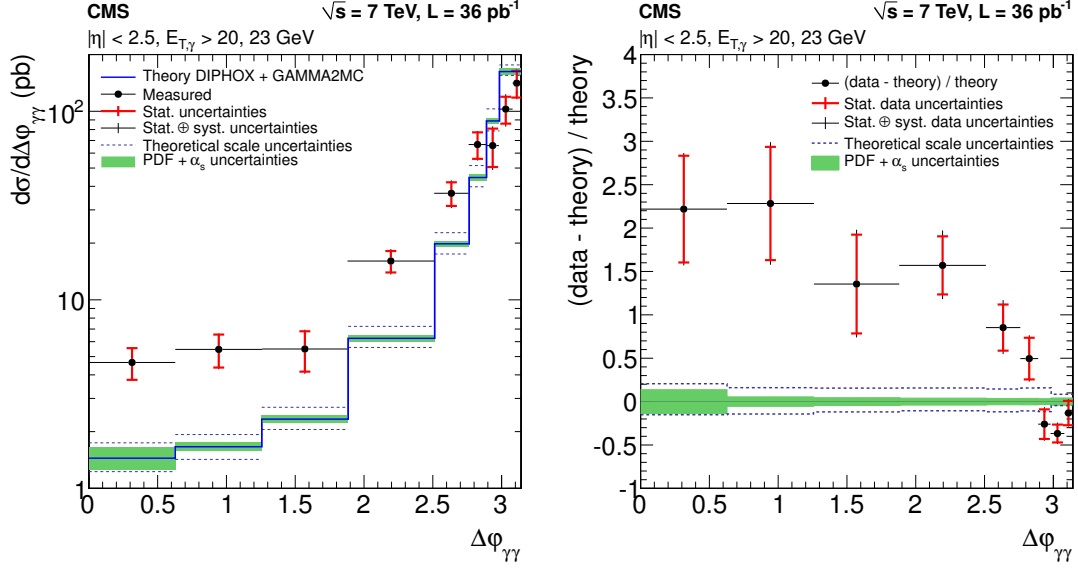 CMS
√s = 7 TeV, L = 36 pb⁻¹
|η| < 2.5, E_T,γ > 20, 23 GeV
Theory DIPHOX + GAMMA2MC
Measured
Stat. uncertainties
Stat. ⊕ syst. uncertainties
Theoretical scale uncertainties
PDF + α_s uncertainties
dσ/dΔφ_γγ (pb)
10²
10
1
0 0.5 1 1.5 2 2.5 3
Δφ_γγ
CMS
√s = 7 TeV, L = 36 pb⁻¹
|η| < 2.5, E_T,γ > 20, 23 GeV
(data - theory) / theory
Stat. data uncertainties
Stat. ⊕ syst. data uncertainties
Theoretical scale uncertainties
PDF + α_s uncertainties
(data - theory) / theory
4
3.5
3
2.5
2
1.5
1
0.5
0
-0.5
-1
0 0.5 1 1.5 2 2.5 3
Δφ_γγ